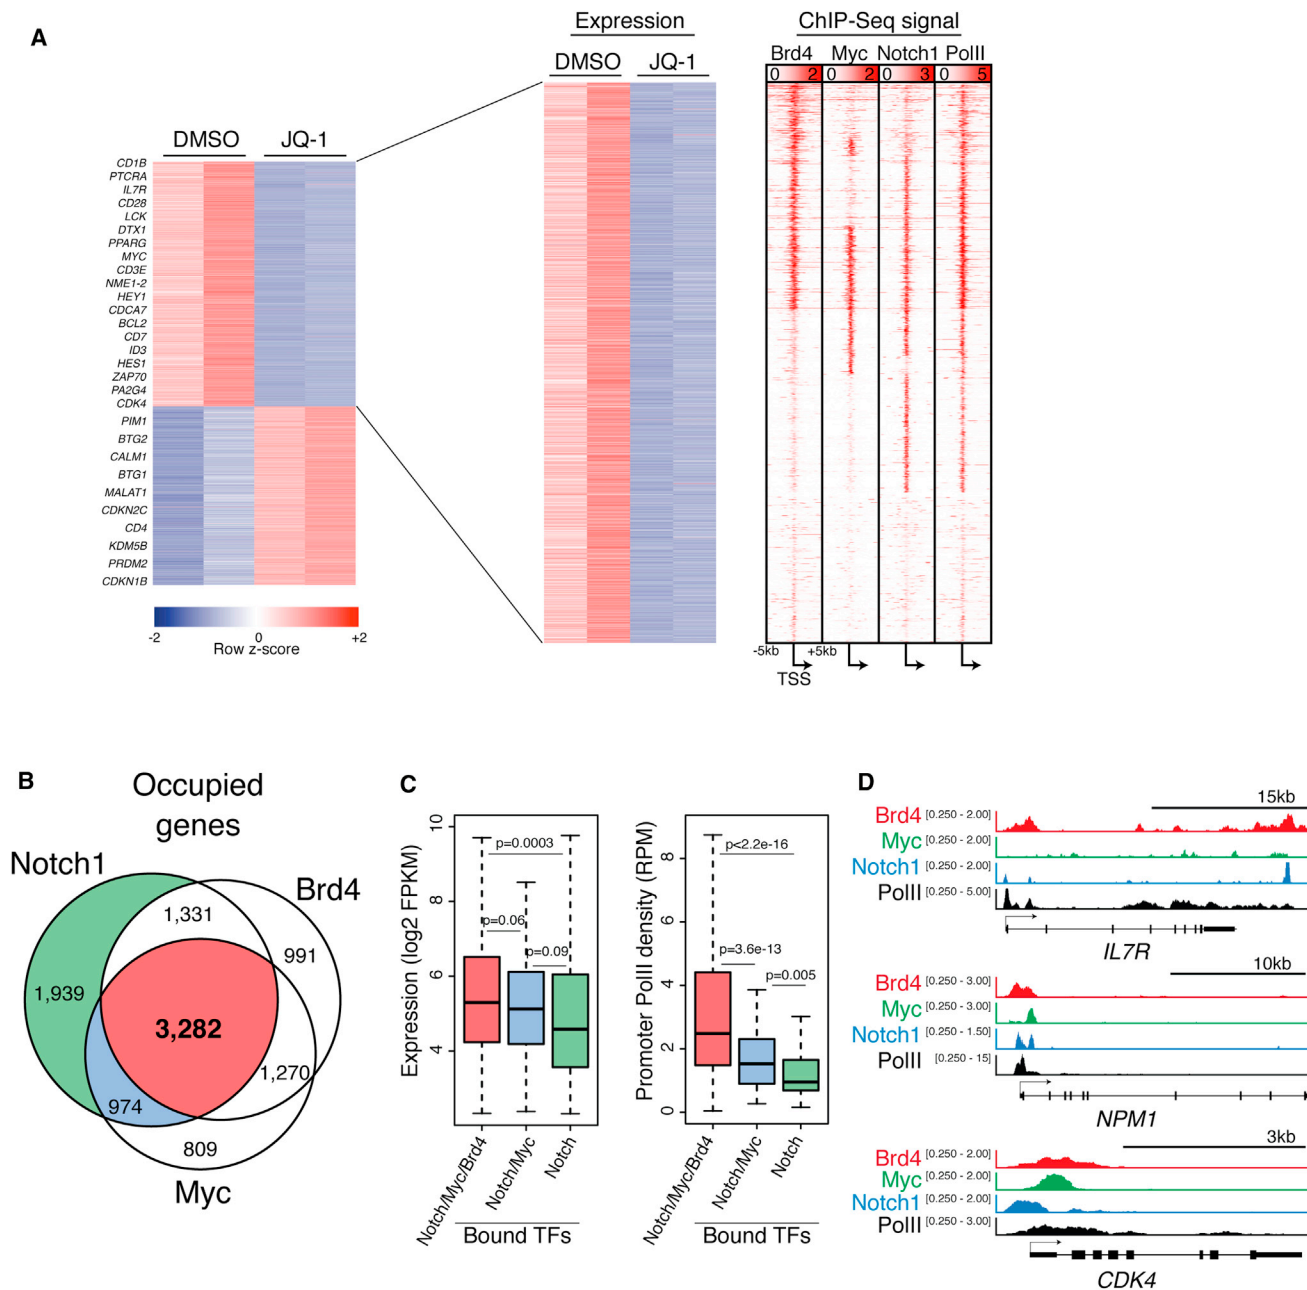 A
DMSO JQ-1
CD1B
PTCRA
IL7R
CD28
LCK
DTX1
PPARG
MYC
CD3E
NME1-2
HEY1
CDCA7
BCL2
CD7
ID3
HES1
ZAP70
PA2G4
CDK4
PIM1
BTG2
CALM1
BTG1
MALAT1
CDKN2C
CD4
KDM5B
PRDM2
CDKN1B
-2 0 +2
Row z-score
Expression
DMSO JQ-1
ChIP-Seq signal
Brd4 Myc Notch1 PolII
0 2 0 2 0 3 0 5
-5kb +5kb
TSS
B
Occupied
genes
Notch1
Brd4
1,331
991
1,939
3,282
1,270
974
809
Myc
C
Expression (log2 FPKM)
10
8
6
4
p=0.0003
p=0.06
p=0.09
Notch/Myc/Brd4
Notch/Myc
Notch
Bound TFs
Promoter PolII density (RPM)
8
6
4
2
0
p<2.2e-16
p=3.6e-13
p=0.005
Notch/Myc/Brd4
Notch/Myc
Notch
Bound TFs
D
15kb
Brd4 [0.250 - 2.00]
Myc [0.250 - 2.00]
Notch1 [0.250 - 2.00]
PolII [0.250 - 5.00]
IL7R
10kb
Brd4 [0.250 - 3.00]
Myc [0.250 - 3.00]
Notch1 [0.250 - 1.50]
PolII [0.250 - 15]
NPM1
3kb
Brd4 [0.250 - 2.00]
Myc [0.250 - 2.00]
Notch1 [0.250 - 2.00]
PolII [0.250 - 3.00]
CDK4